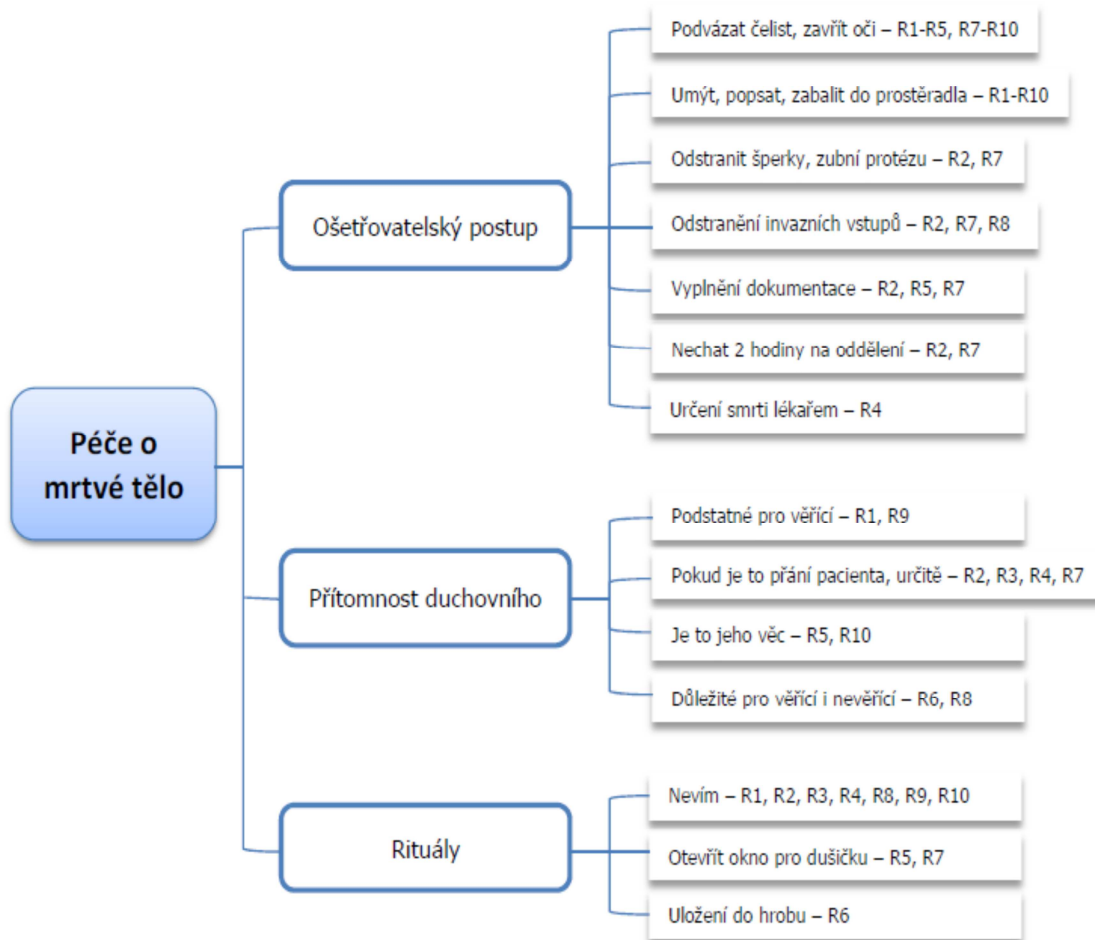 Péče o
mrtvé tělo
Ošetřovatelský postup
Podvázat čelist, zavřít oči – R1-R5, R7-R10
Umýt, popsat, zabalit do prostěradla – R1-R10
Odstranit šperky, zubní protézu – R2, R7
Odstranění invazních vstupů – R2, R7, R8
Vyplnění dokumentace – R2, R5, R7
Nechat 2 hodiny na oddělení – R2, R7
Určení smrti lékařem – R4
Přítomnost duchovního
Podstatné pro věřící – R1, R9
Pokud je to přání pacienta, určitě – R2, R3, R4, R7
Je to jeho věc – R5, R10
Důležité pro věřící i nevěřící – R6, R8
Rituály
Nevím – R1, R2, R3, R4, R8, R9, R10
Otevřít okno pro dušičku – R5, R7
Uložení do hrobu – R6